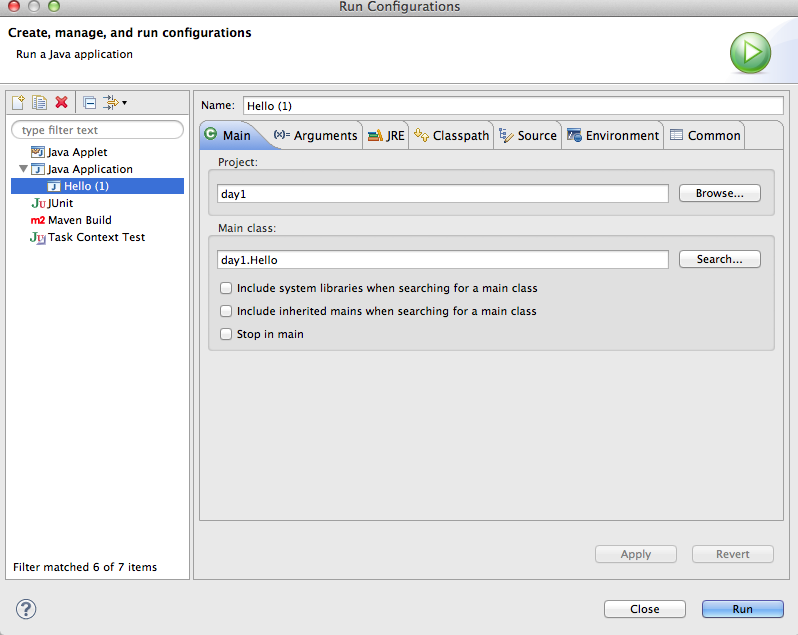 Run Configurations
Create, manage, and run configurations
Run a Java application
type filter text
Java Applet
Java Application
Hello (1)
JUnit
Maven Build
Task Context Test
Filter matched 6 of 7 items
Name: Hello (1)
Main (x)= Arguments JRE Classpath Source Environment Common
Project:
day1 Browse...
Main class:
day1.Hello Search...
Include system libraries when searching for a main class
Include inherited mains when searching for a main class
Stop in main
Apply Revert
? Close Run